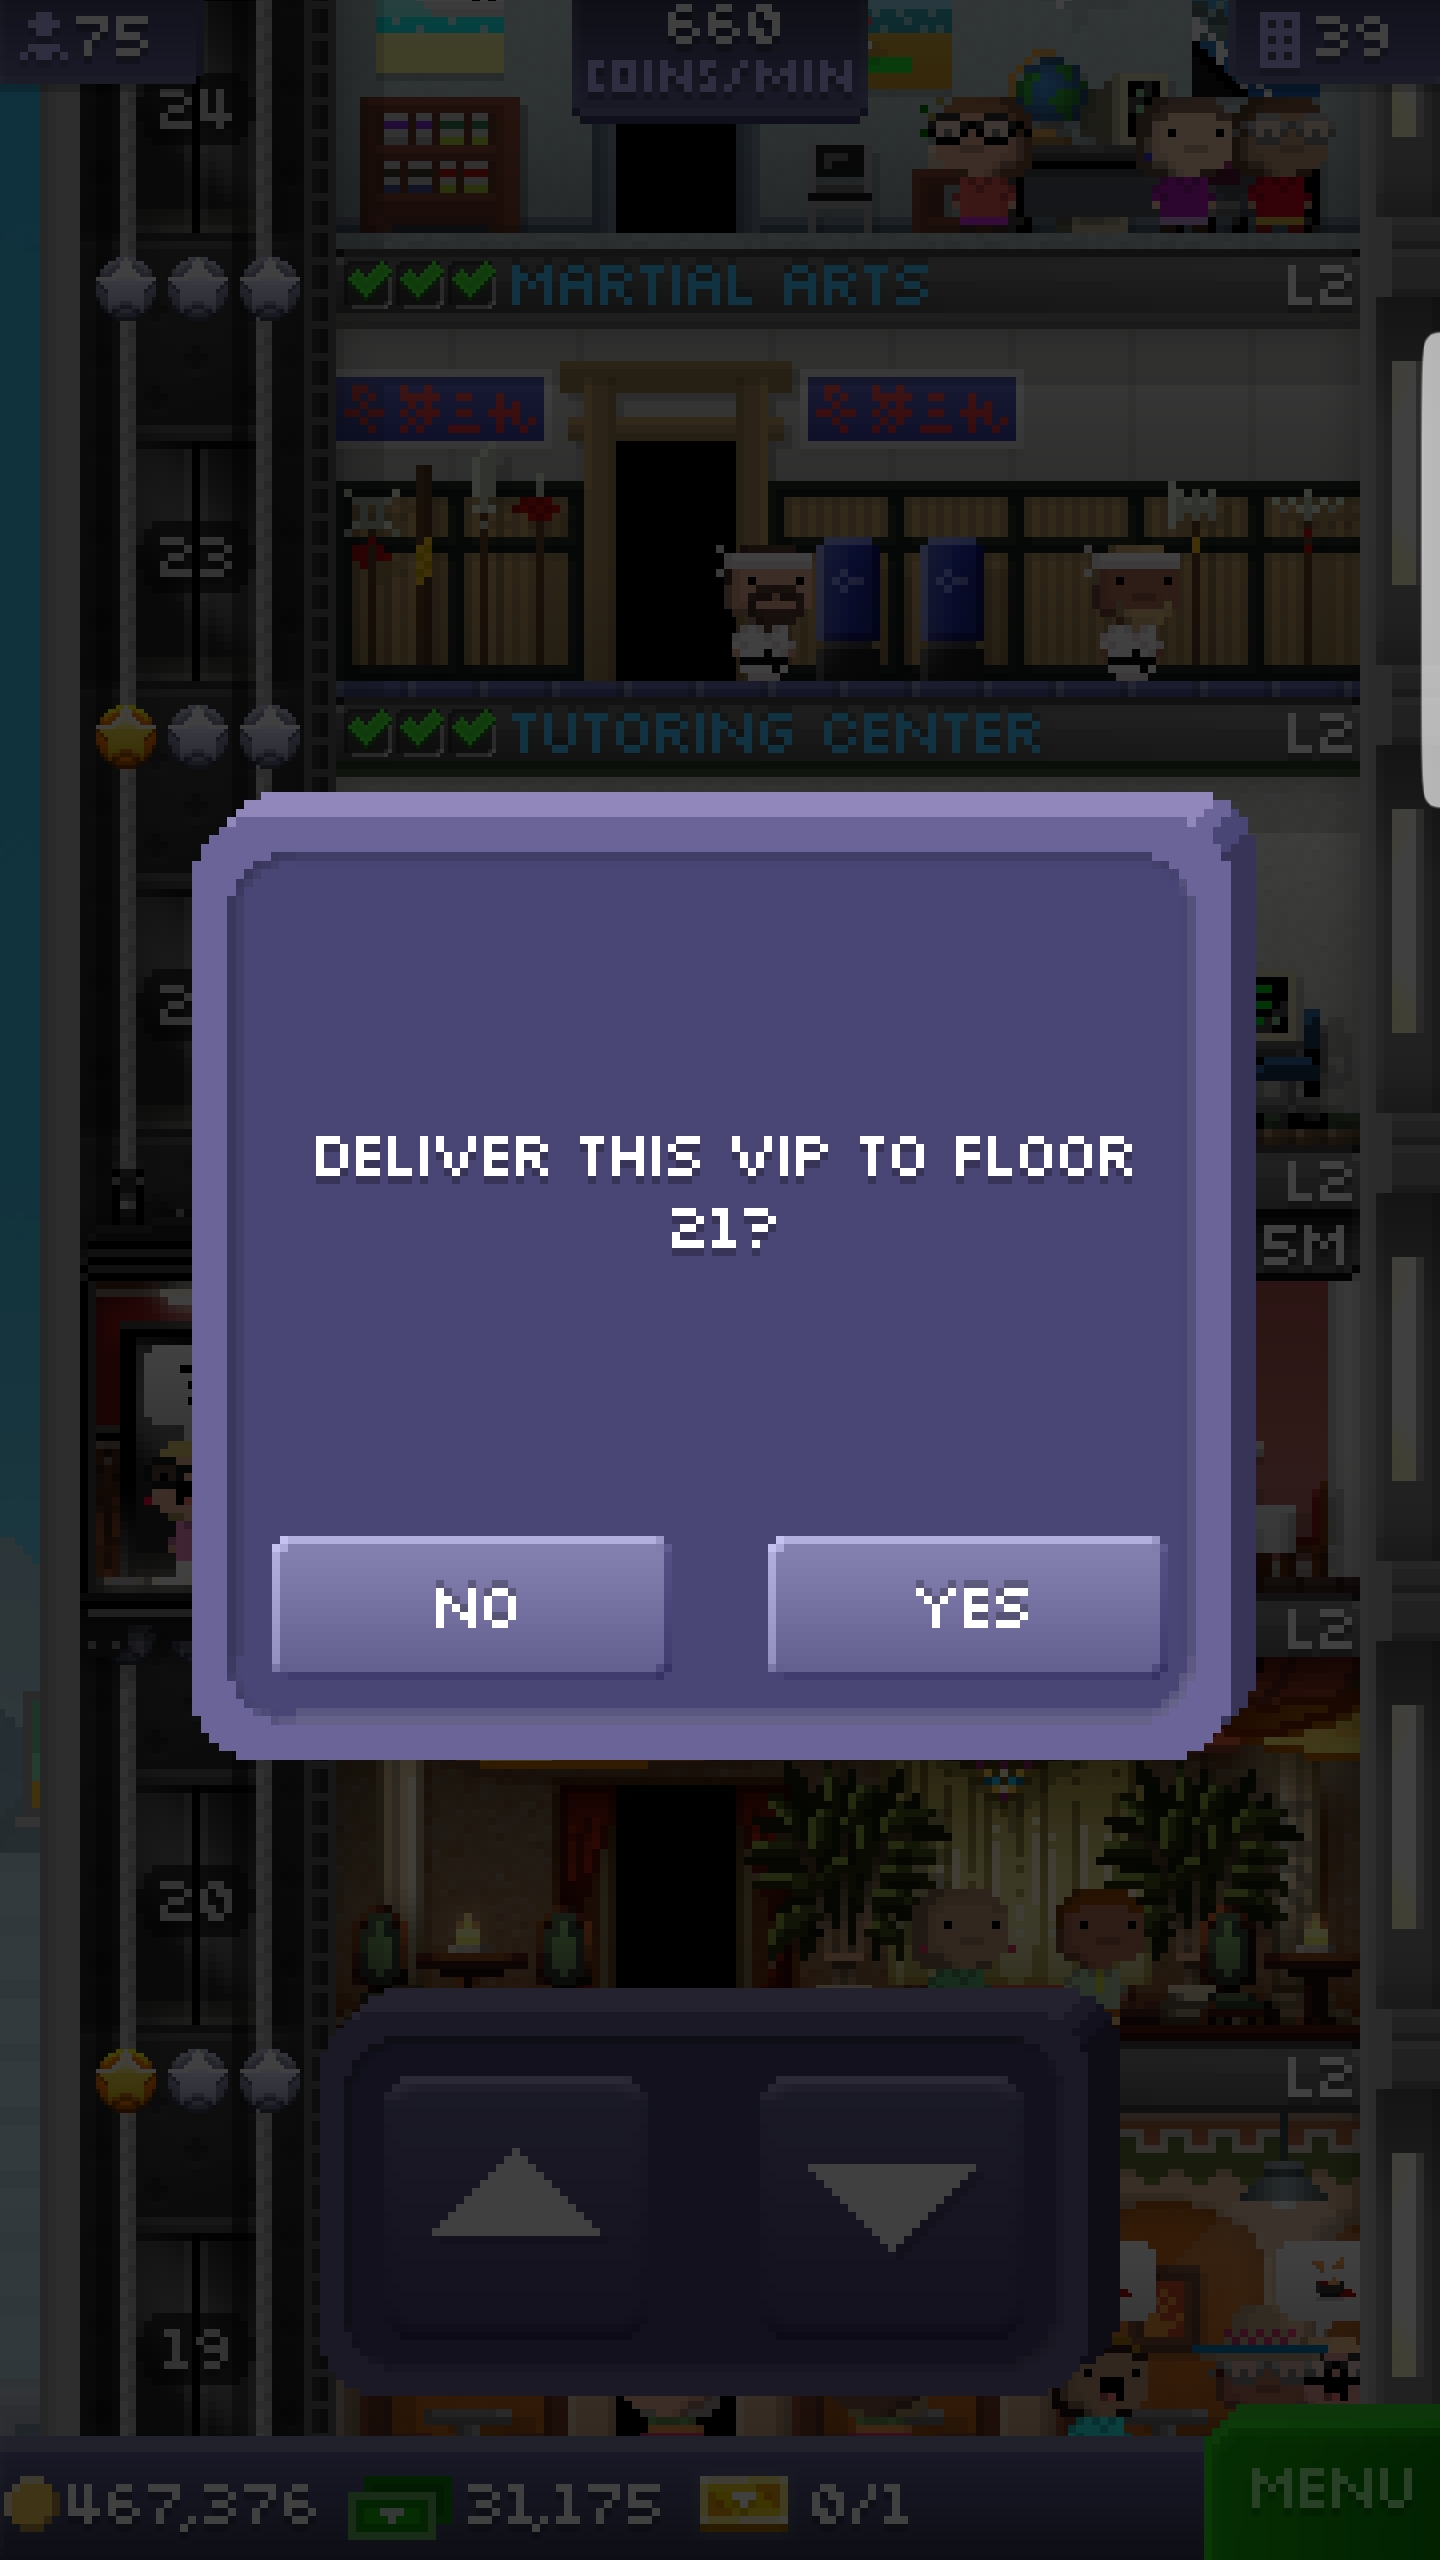 75
660
COINS/MIN
39
24
MARTIAL ARTS
L2
23
TUTORING CENTER
L2
L2
5M
DELIVER THIS VIP TO FLOOR
21?
NO
YES
L2
20
L2
19
467,376
31,175
0/1
MENU